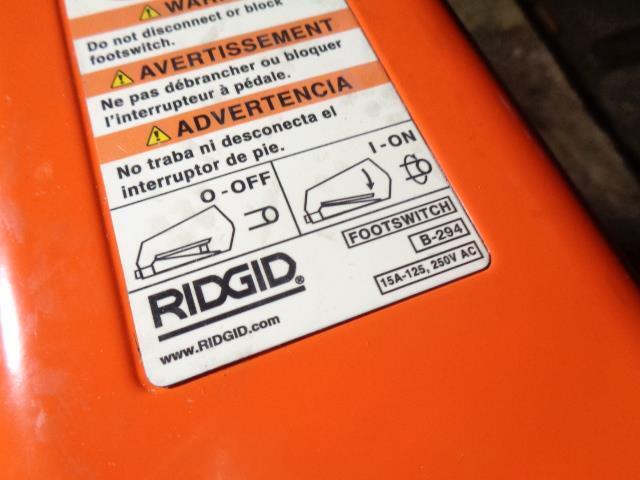 WARN
Do not disconnect or block
footswitch.
AVERTISSEMENT
Ne pas débrancher ou bloquer
l'interrupteur à pédale.
ADVERTENCIA
No traba ni desconecta el
interruptor de pie.
O - OFF
I - ON
FOOTSWITCH
B-294
15A-125, 250V AC
RIDGID®
www.RIDGID.com